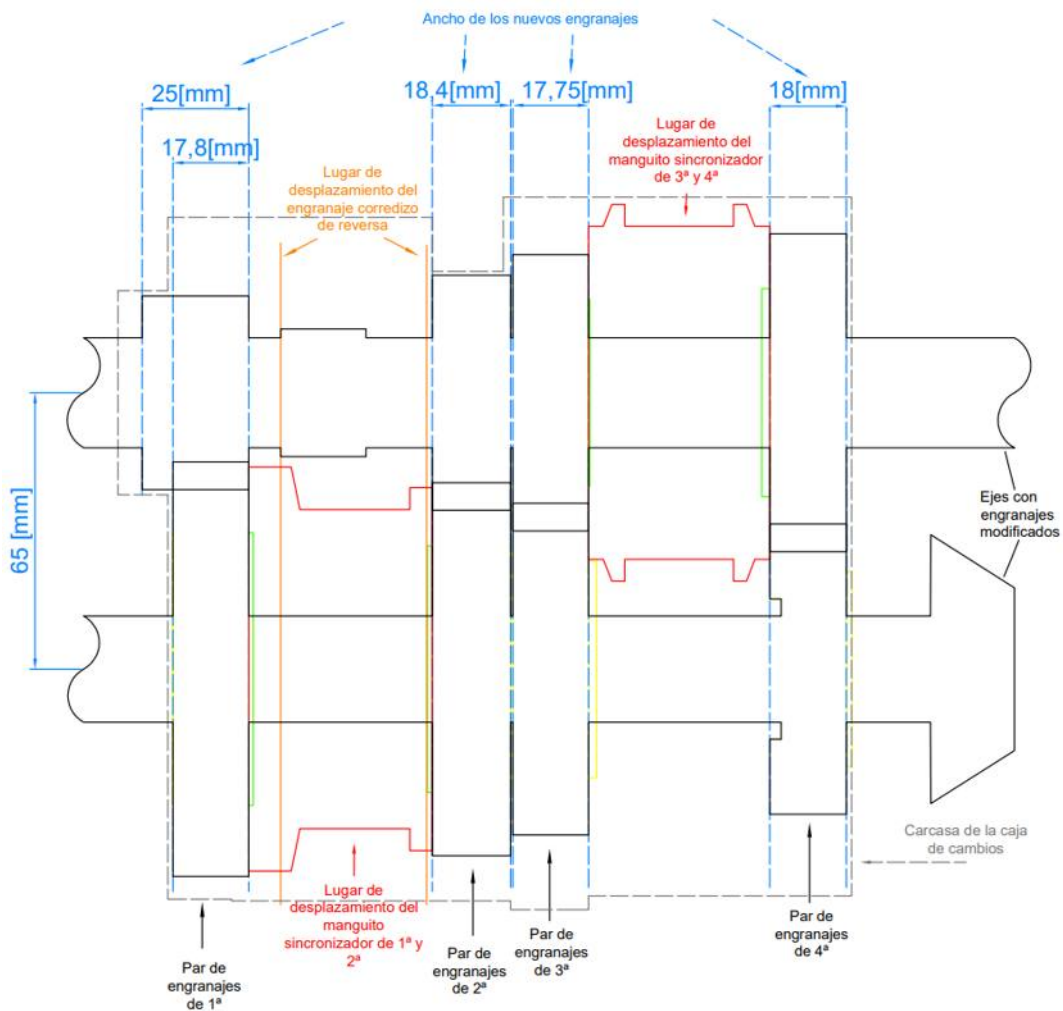 Ancho de los nuevos engranajes
25[mm]
18,4[mm]
17,75[mm]
18[mm]
17,8[mm]
Lugar de
desplazamiento del
engranaje corredizo
de reversa
Lugar de
desplazamiento del
manguito sincronizador
de 3ª y 4ª
65 [mm]
Ejes con
engranajes
modificados
Carcasa de la caja
de cambios
Lugar de
desplazamiento del
manguito
sincronizador de 1ª y
2ª
Par de
engranajes
de 1ª
Par de
engranajes
de 2ª
Par de
engranajes
de 3ª
Par de
engranajes
de 4ª